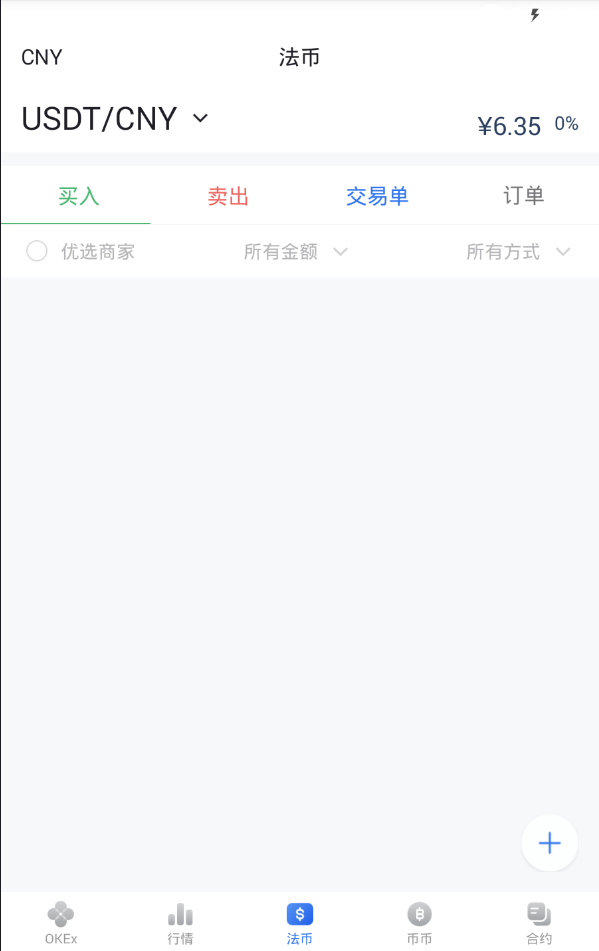 CNY 法币
USDT/CNY ¥6.35 0%
买入 卖出 交易单 订单
优选商家 所有金额 所有方式
OKEx 行情 法币 币币 合约